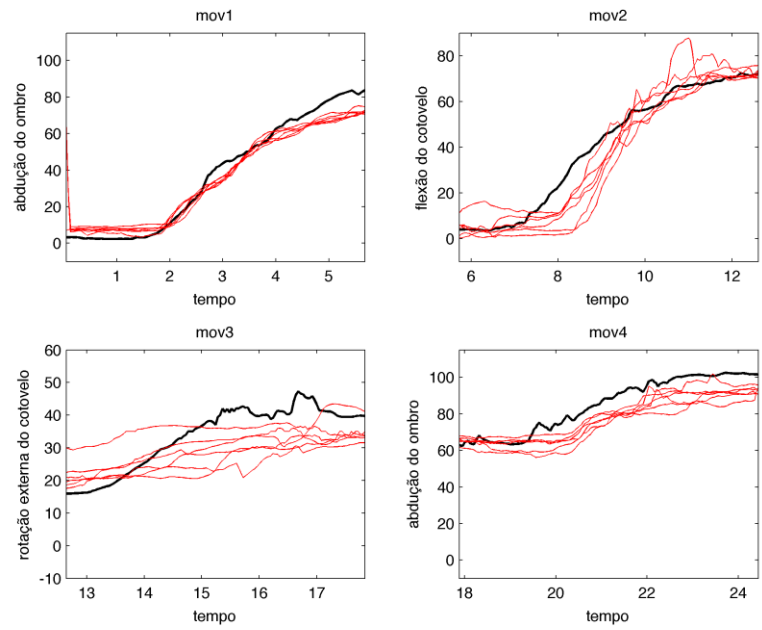 mov1
abdução do ombro
100
80
60
40
20
0
1 2 3 4 5
tempo
mov2
flexão do cotovelo
80
60
40
20
0
6 8 10 12
tempo
mov3
rotação externa do cotovelo
60
50
40
30
20
10
0
-10
13 14 15 16 17
tempo
mov4
abdução do ombro
100
80
60
40
20
0
18 20 22 24
tempo